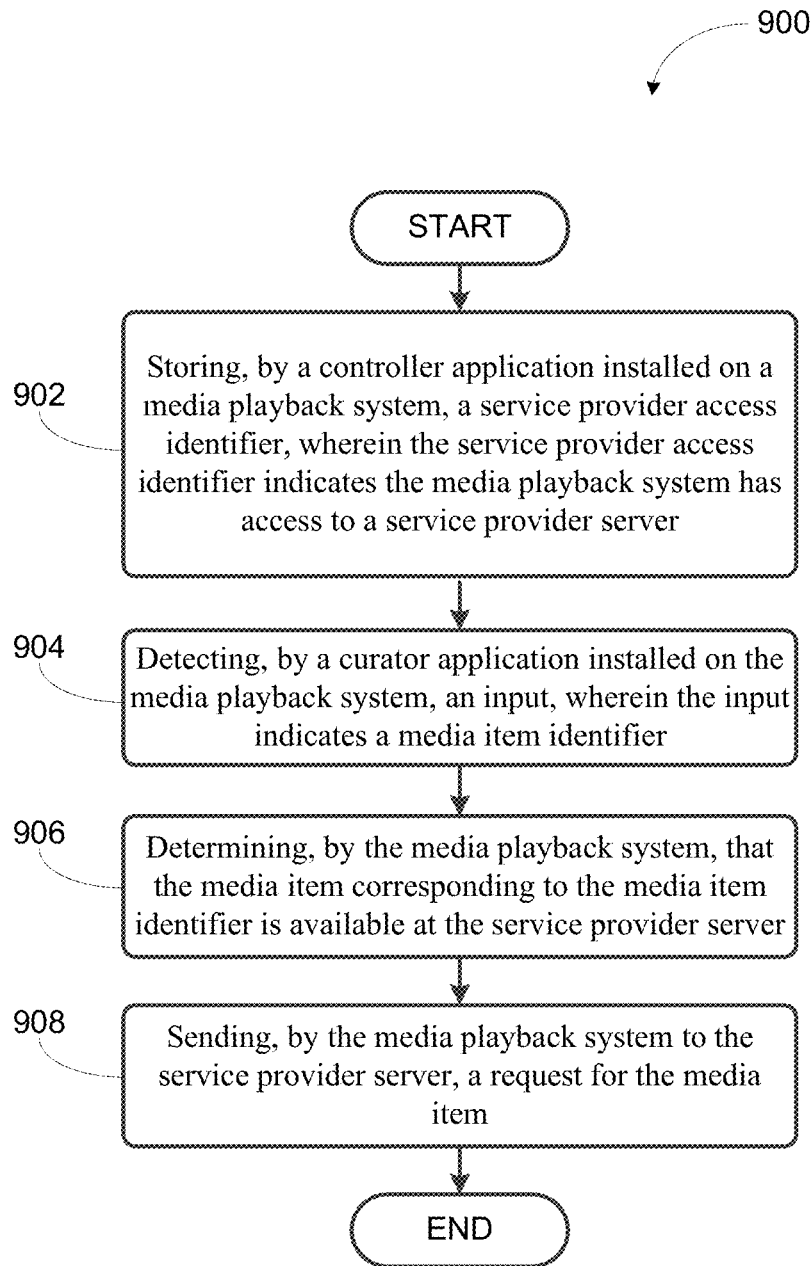 900
START
902
Storing, by a controller application installed on a
media playback system, a service provider access
identifier, wherein the service provider access
identifier indicates the media playback system has
access to a service provider server
904
Detecting, by a curator application installed on the
media playback system, an input, wherein the input
indicates a media item identifier
906
Determining, by the media playback system, that
the media item corresponding to the media item
identifier is available at the service provider server
908
Sending, by the media playback system to the
service provider server, a request for the media
item
END